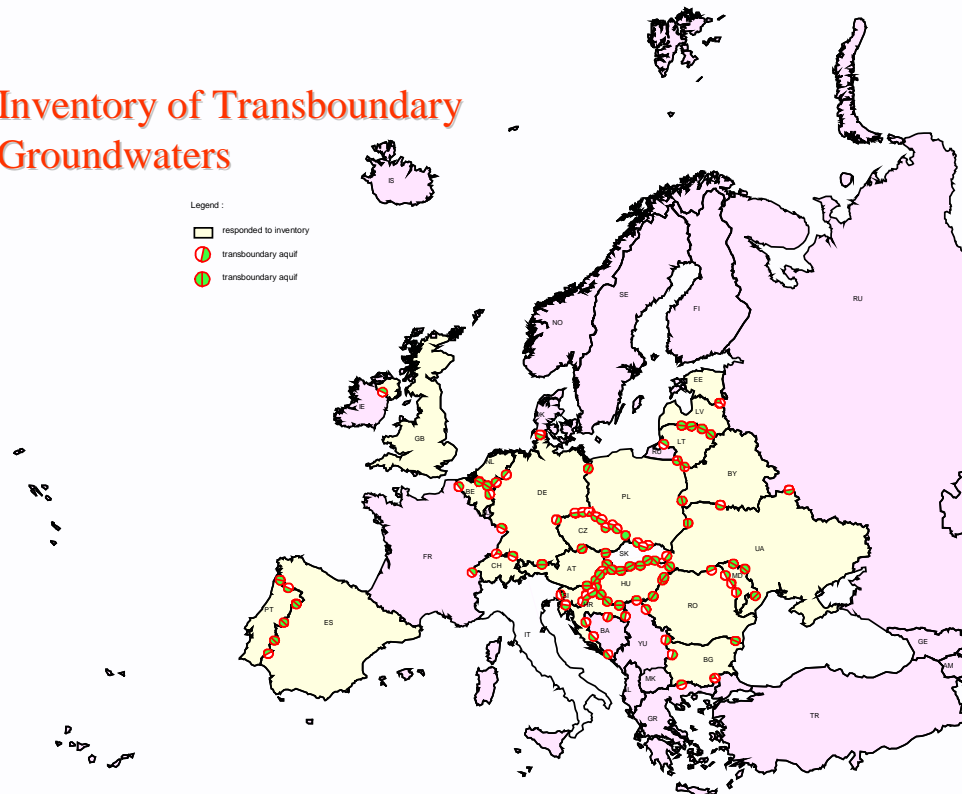 Inventory of Transboundary
Groundwaters
Legend :
responded to inventory
transboundary aquif
transboundary aquif
IS
NO
SE
FI
RU
EE
LV
LT
RU
DK
IE
GB
NL
BE
DE
PL
BY
UA
CZ
SK
FR
CH
AT
HU
MD
RO
HR
BA
YU
BG
MK
GR
IT
PT
ES
TR
GE
AM